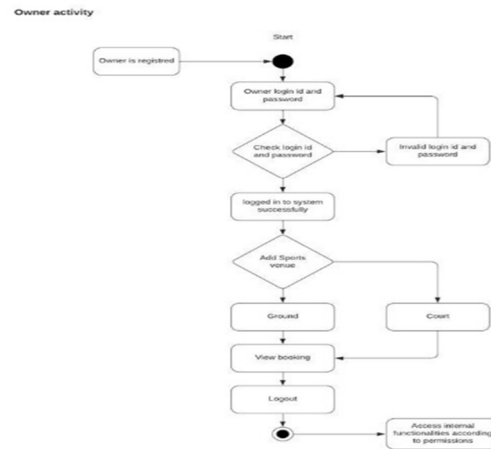 Owner activity
Start
Owner is registred
Owner login id and
password
Check login id
and password
Invalid login id and
password
logged in to system
successfully
Add Sports
venue
Ground
Court
View booking
Logout
Access internal
functionalities according
to permissions